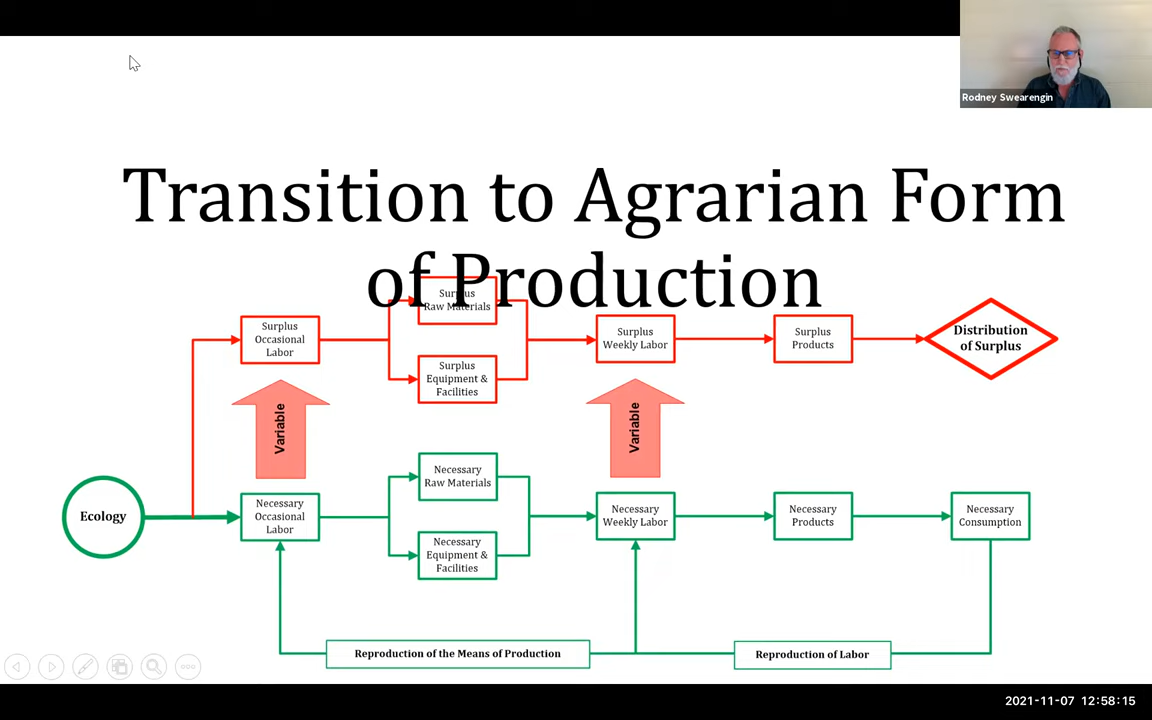 Rodney Swearengin
Transition to Agrarian Form
of Production
Surplus
Raw Materials
Surplus
Occasional
Labor
Surplus
Equipment &
Facilities
Surplus
Weekly Labor
Surplus
Products
Distribution
of Surplus
Variable
Variable
Ecology
Necessary
Occasional
Labor
Necessary
Raw Materials
Necessary
Equipment &
Facilities
Necessary
Weekly Labor
Necessary
Products
Necessary
Consumption
Reproduction of the Means of Production
Reproduction of Labor
2021-11-07 12:58:15